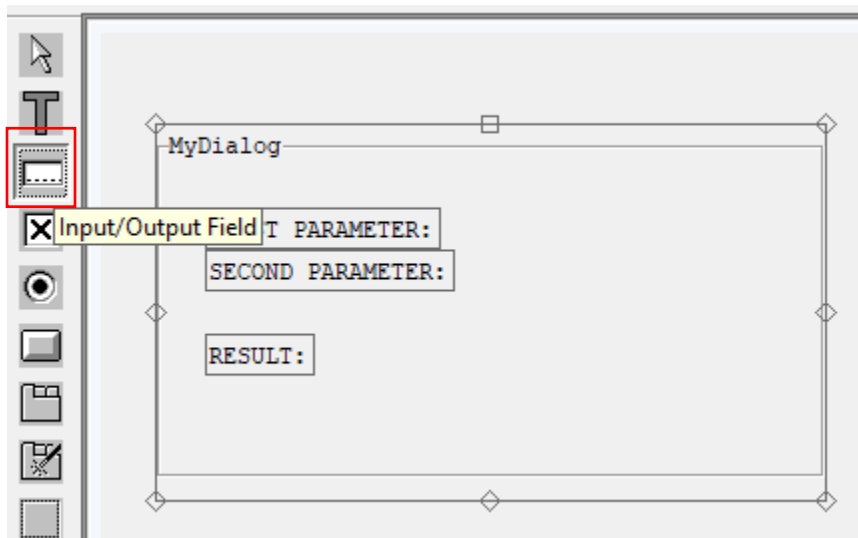 T
MyDialog
Input/Output Field
T PARAMETER:
SECOND PARAMETER:
RESULT: